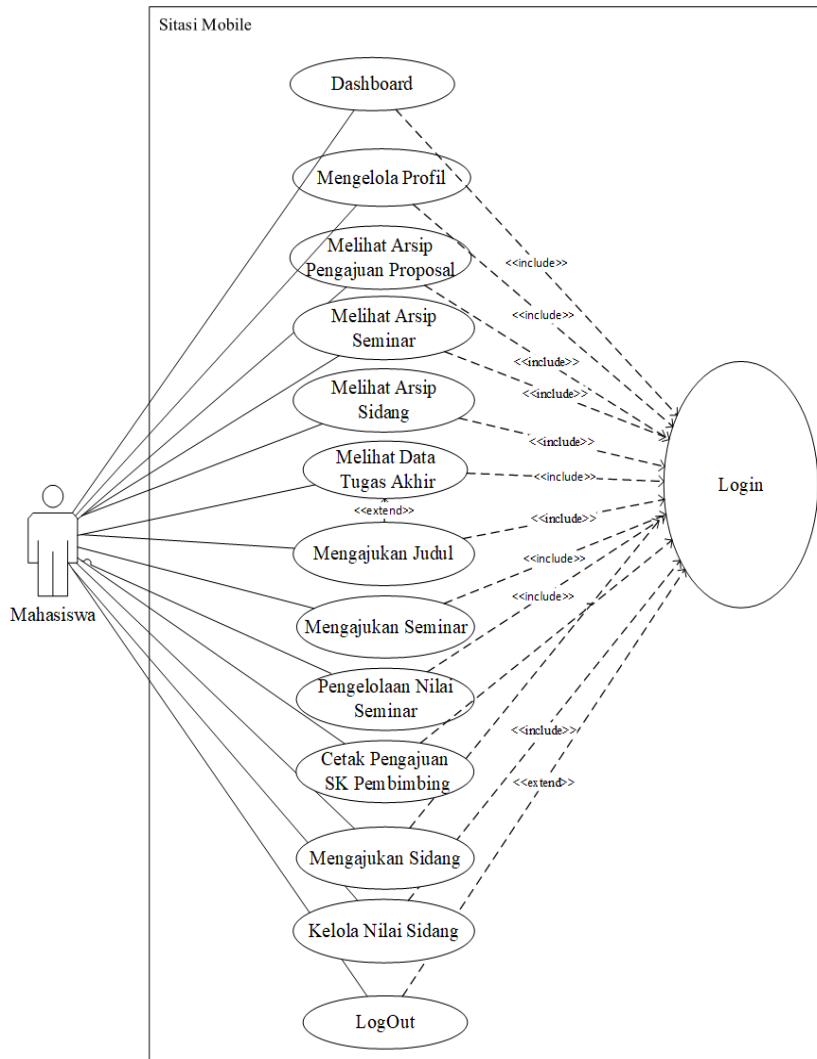 Sitasi Mobile
Dashboard
Mengelola Profil
Melihat Arsip
Pengajuan Proposal
<<include>>
Melihat Arsip
Seminar
<<include>>
<<include>>
<<include>>
Melihat Arsip
Sidang
<<include>>
Melihat Data
Tugas Akhir
<<include>>
Login
<<extend>>
<<include>>
Mengajukan Judul
<<include>>
Mahasiswa
<<include>>
Mengajukan Seminar
Pengelolaan Nilai
Seminar
<<include>>
Cetak Pengajuan
SK Pembimbing
<<extend>>
Mengajukan Sidang
Kelola Nilai Sidang
LogOut